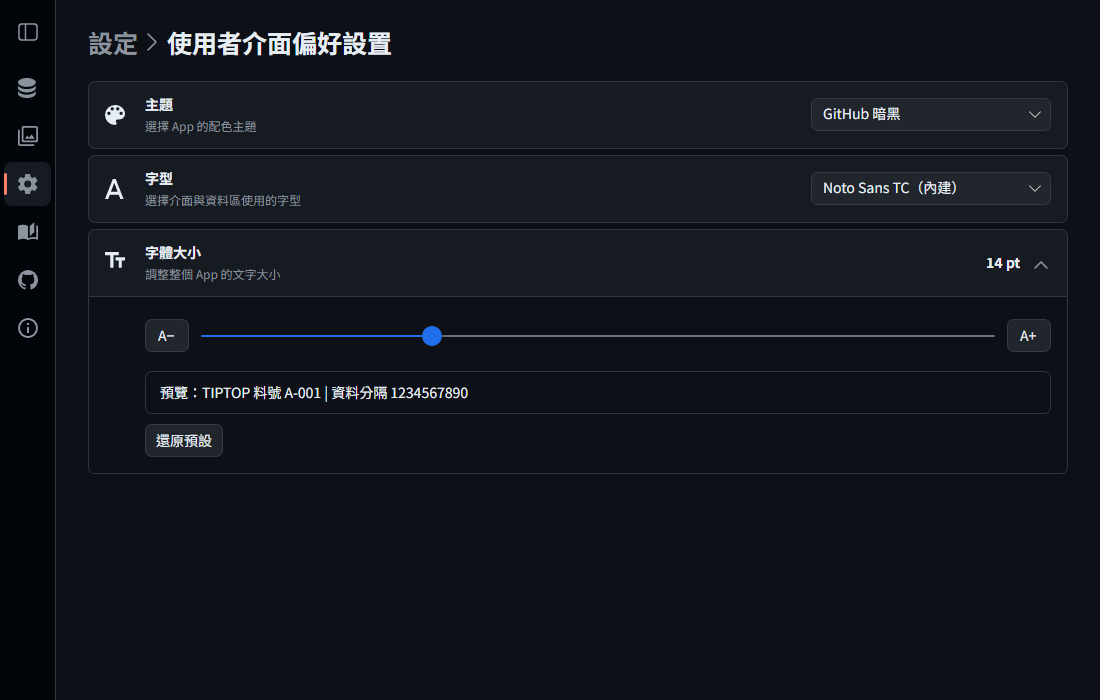 設定 > 使用者介面偏好設置
主題
選擇 App 的配色主題
GitHub 暗黑
字型
選擇介面與資料區使用的字型
Noto Sans TC（內建）
字體大小
調整整個 App 的文字大小
14 pt
A−
A+
預覽：TIPTOP 料號 A-001 | 資料分隔 1234567890
還原預設